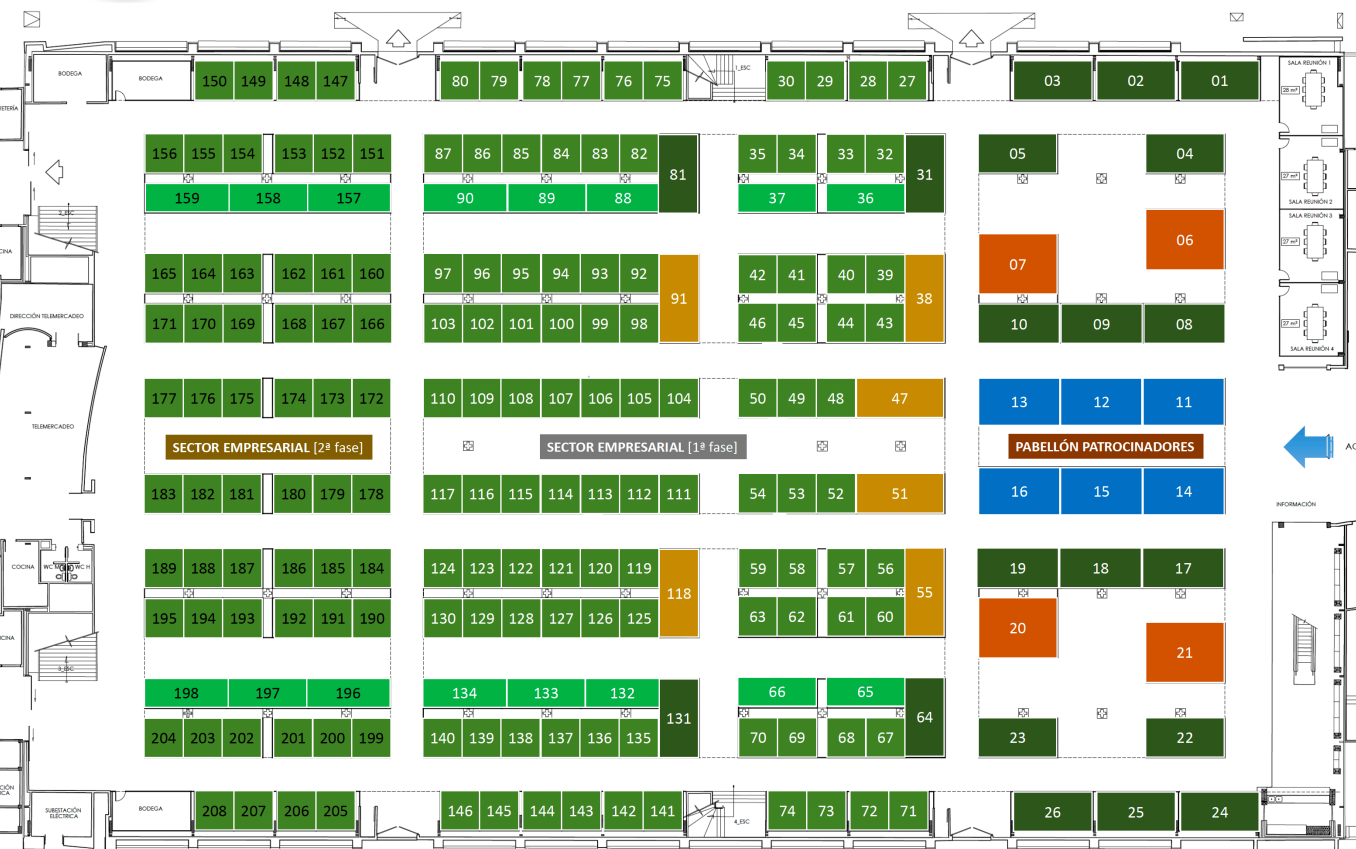 SALA REUNIÓN 1
BODEGA
BODEGA
150 149 148 147
80 79 78 77 76 75
1_ESC
30 29 28 27
03 02 01
28 m²
156 155 154 153 152 151
87 86 85 84 83 82
81
35 34 33 32
31
05 04
27 m²
159 158 157
90 89 88
37 36
SALA REUNIÓN 2
2_ESC
SALA REUNIÓN 3
06
27 m²
165 164 163 162 161 160
97 96 95 94 93 92
91
42 41 40 39
38
07
DIRECCIÓN TELEMERCADEO
171 170 169 168 167 166
103 102 101 100 99 98
46 45 44 43
10 09 08
27 m²
SALA REUNIÓN 4
177 176 175 174 173 172
110 109 108 107 106 105 104
50 49 48 47
13 12 11
TELEMERCADEO
SECTOR EMPRESARIAL [2ª fase]
SECTOR EMPRESARIAL [1ª fase]
PABELLÓN PATROCINADORES
183 182 181 180 179 178
117 116 115 114 113 112 111
54 53 52 51
16 15 14
INFORMACIÓN
COCINA
WC M
WC H
189 188 187 186 185 184
124 123 122 121 120 119
118
59 58 57 56
55
19 18 17
195 194 193 192 191 190
130 129 128 127 126 125
63 62 61 60
20
21
3_ESC
198 197 196
134 133 132
131
66 65
64
204 203 202 201 200 199
140 139 138 137 136 135
70 69 68 67
23 22
SUBESTACIÓN
ELÉCTRICA
BODEGA
208 207 206 205
146 145 144 143 142 141
4_ESC
74 73 72 71
26 25 24